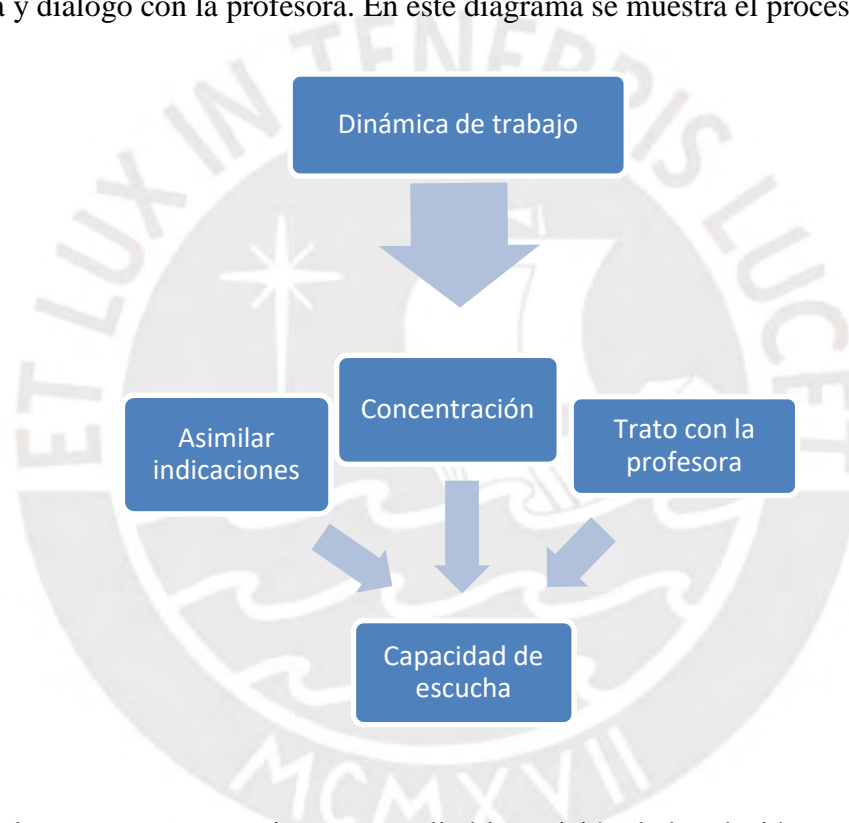 y diálogo con la profesora. En este diagrama se muestra el proces
ET LUX IN TENEBRIS LUCET
Dinámica de trabajo
Concentración
Asimilar
indicaciones
Trato con la
profesora
Capacidad de
escucha
MCMXVII